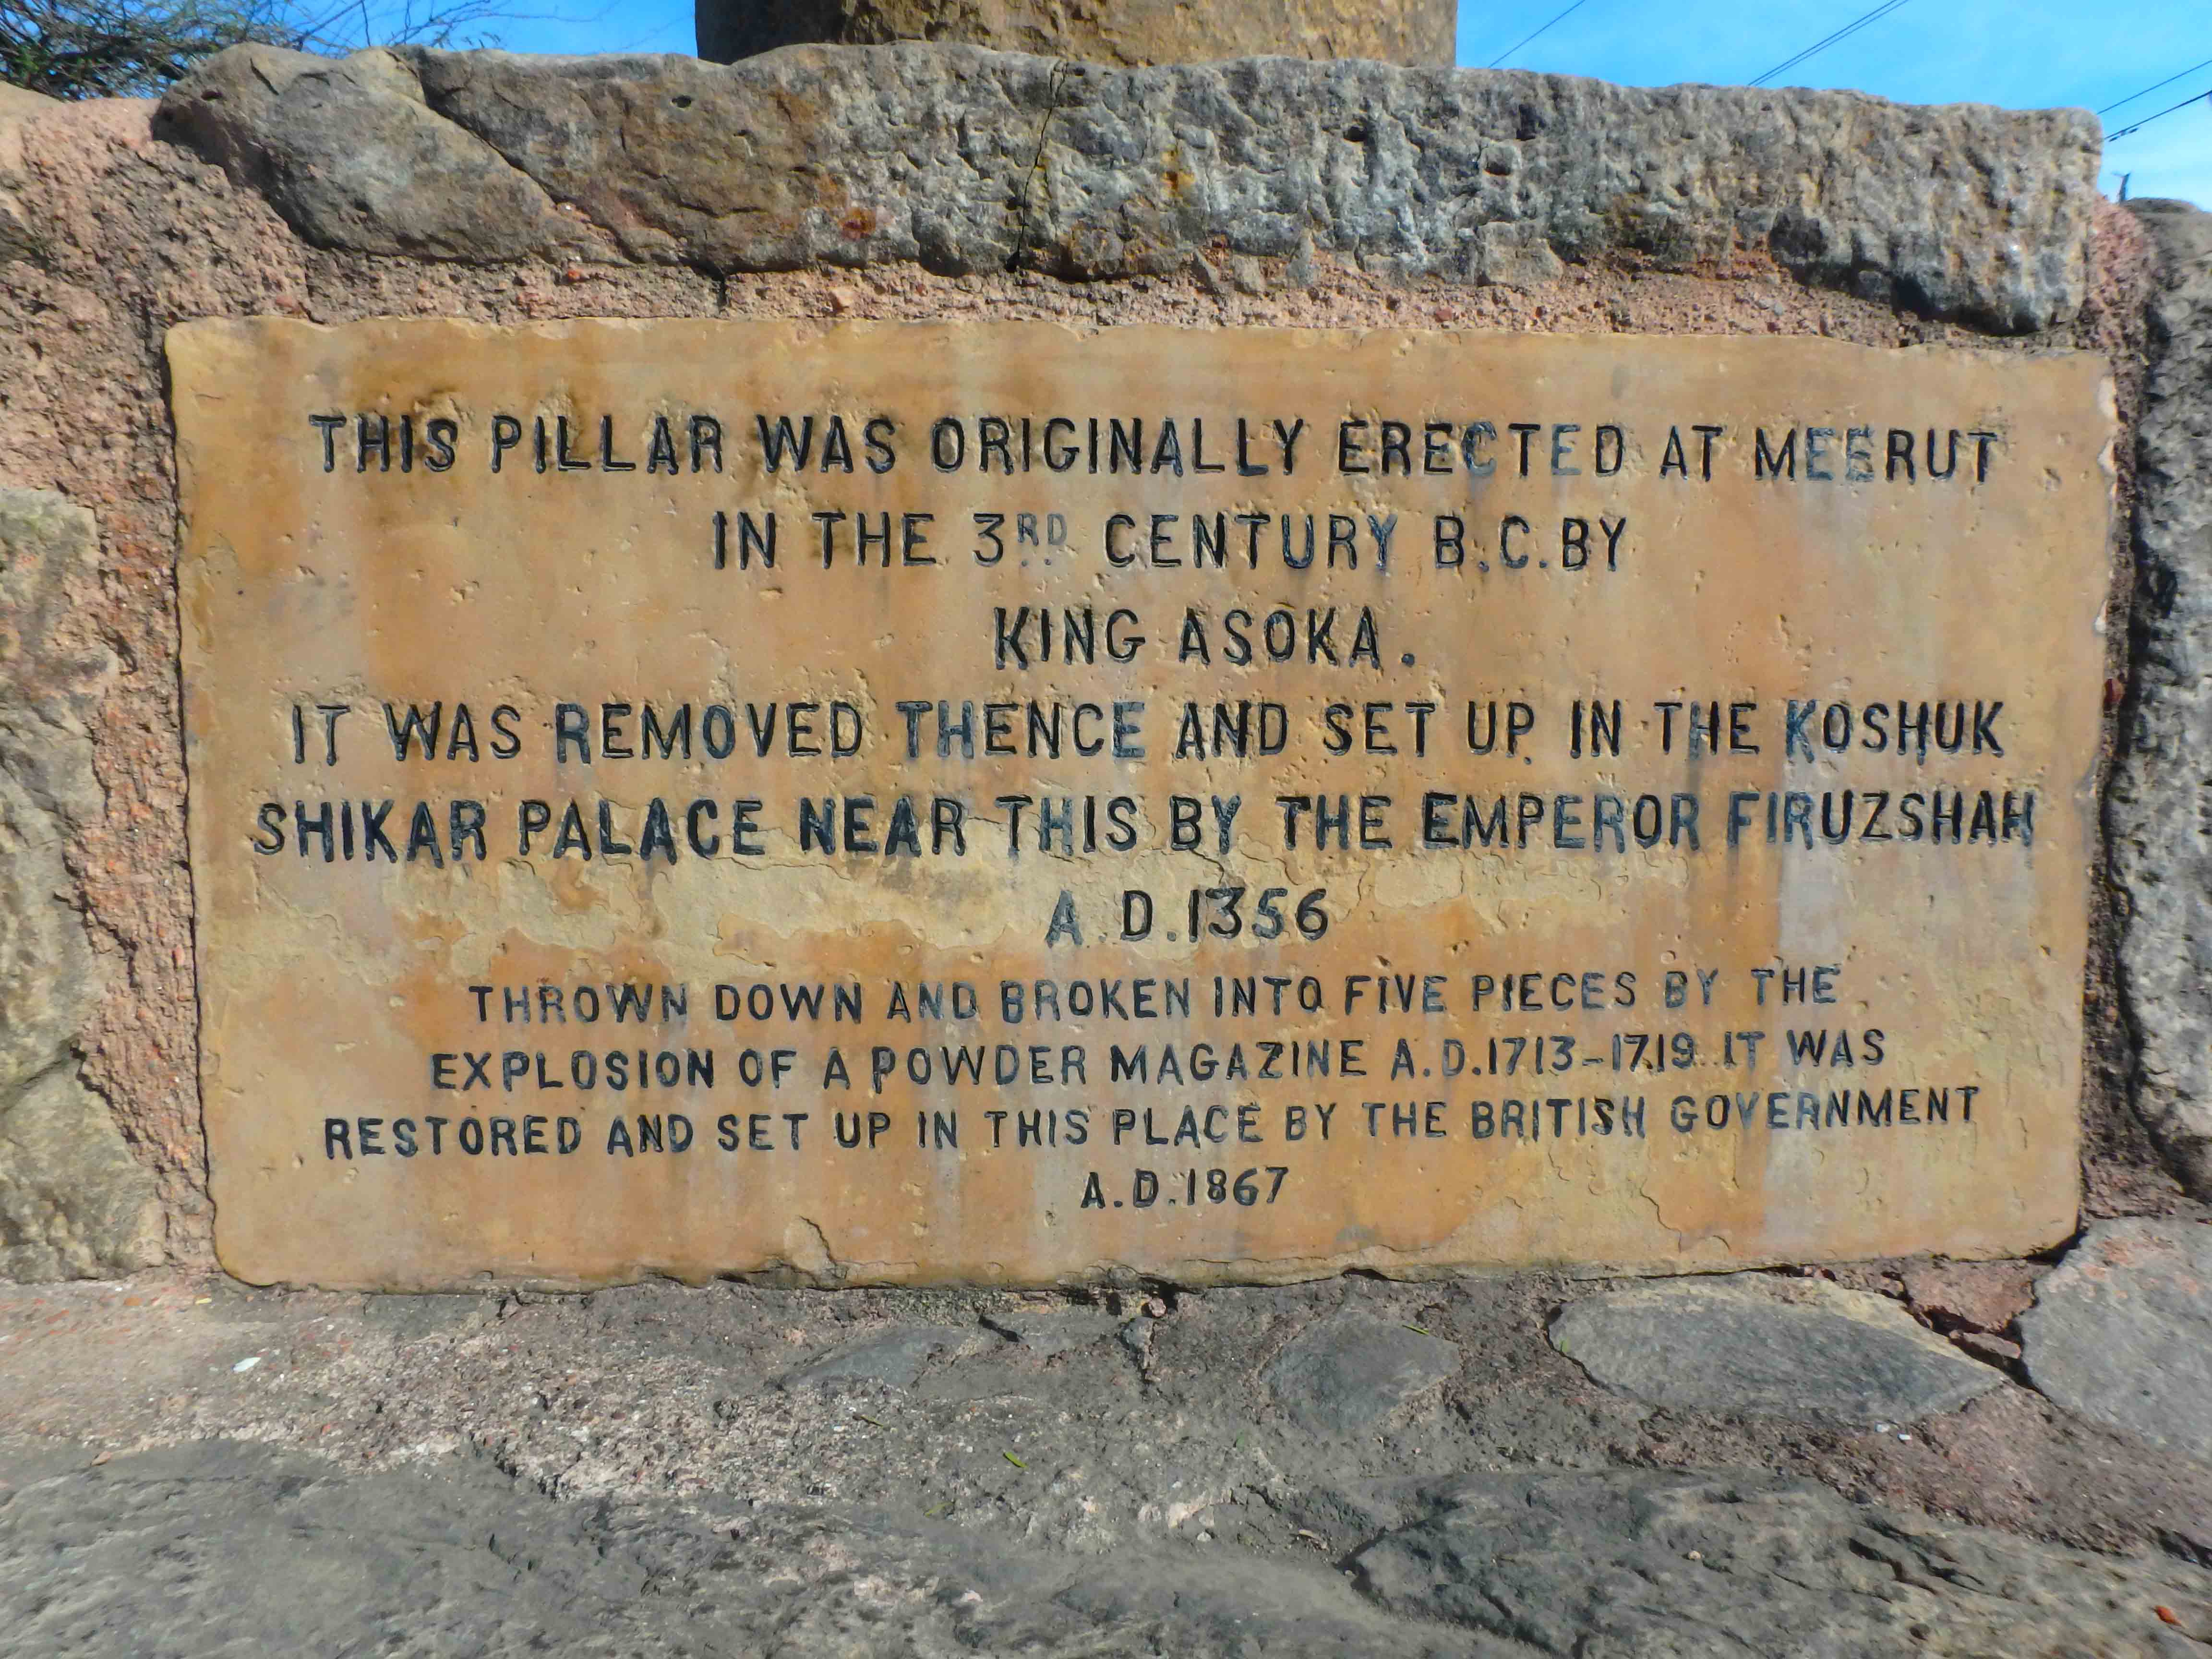 THIS PILLAR WAS ORIGINALLY ERECTED AT MEERUT
IN THE 3RD CENTURY B.C.BY
KING ASOKA.
IT WAS REMOVED THENCE AND SET UP IN THE KOSHUK
SHIKAR PALACE NEAR THIS BY THE EMPEROR FIRUZSHAH
A.D.1356
THROWN DOWN AND BROKEN INTO FIVE PIECES BY THE
EXPLOSION OF A POWDER MAGAZINE A.D.1713-1719 IT WAS
RESTORED AND SET UP IN THIS PLACE BY THE BRITISH GOVERNMENT
A.D.1867